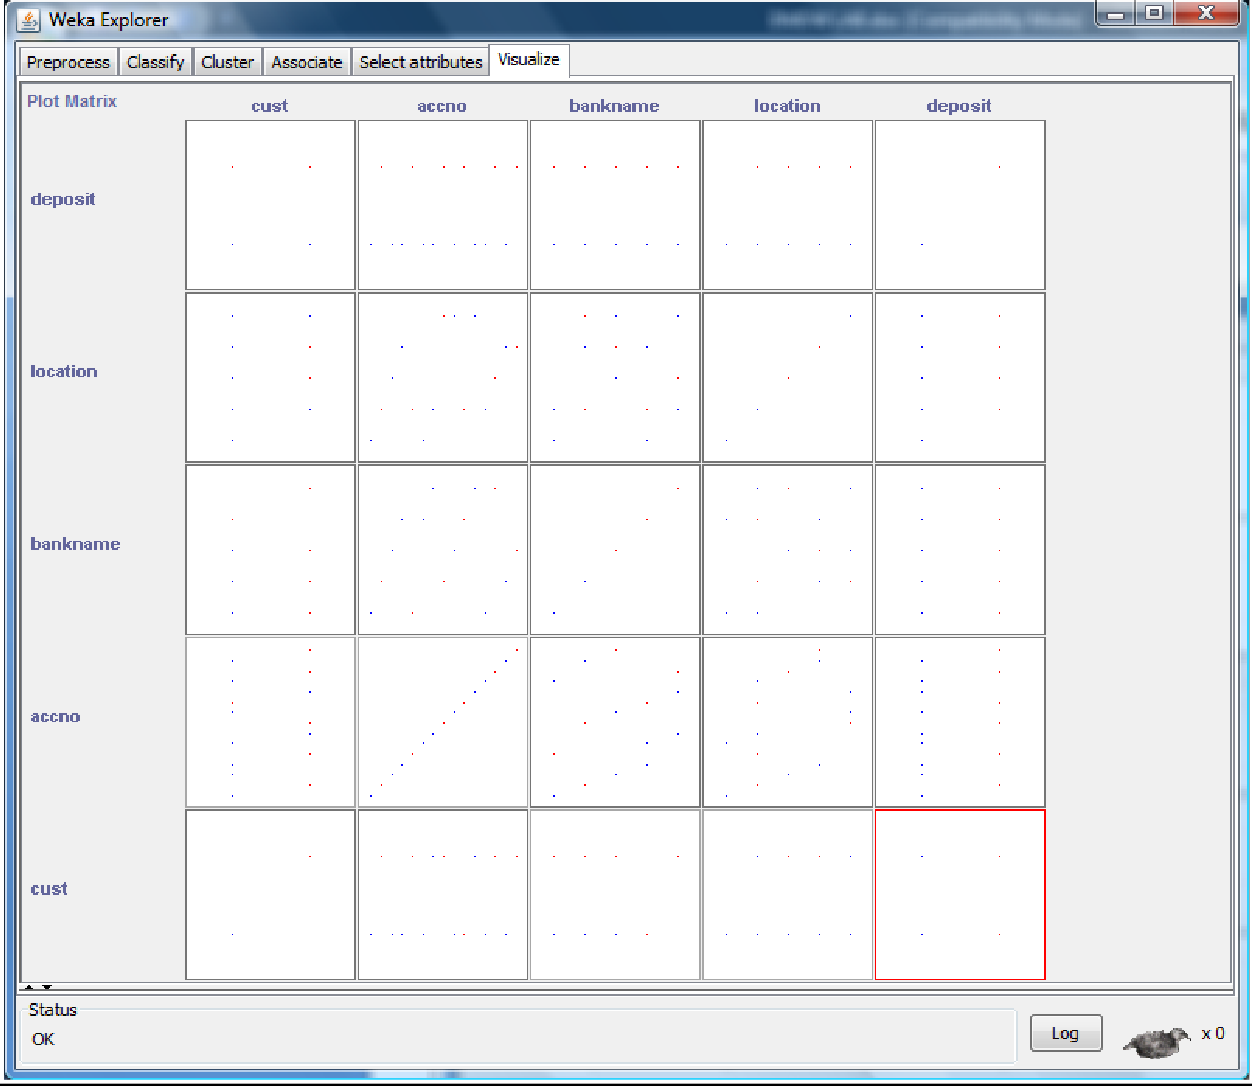 Weka Explorer
Preprocess Classify Cluster Associate Select attributes Visualize
Plot Matrix cust accno bankname location deposit
deposit
location
bankname
accno
cust
Status
OK
Log
x 0